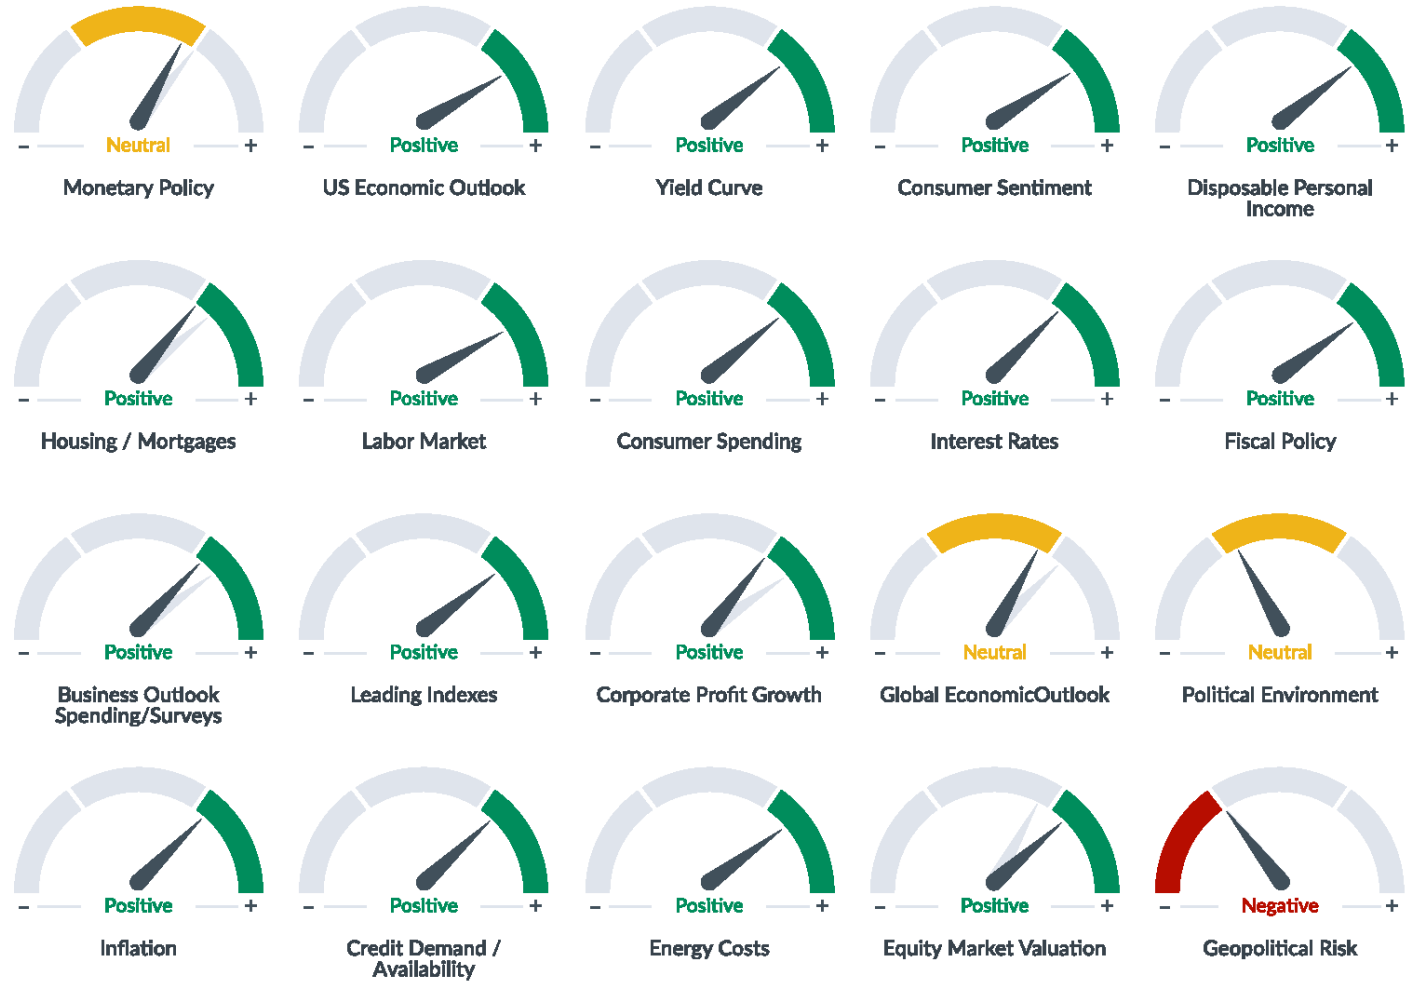 Neutral
- +
Monetary Policy
Positive
- +
US Economic Outlook
Positive
- +
Yield Curve
Positive
- +
Consumer Sentiment
Positive
- +
Disposable Personal
Income
Positive
- +
Housing / Mortgages
Positive
- +
Labor Market
Positive
- +
Consumer Spending
Positive
- +
Interest Rates
Positive
- +
Fiscal Policy
Positive
- +
Business Outlook
Spending/Surveys
Positive
- +
Leading Indexes
Positive
- +
Corporate Profit Growth
Neutral
- +
Global EconomicOutlook
Neutral
- +
Political Environment
Positive
- +
Inflation
Positive
- +
Credit Demand /
Availability
Positive
- +
Energy Costs
Positive
- +
Equity Market Valuation
Negative
- +
Geopolitical Risk